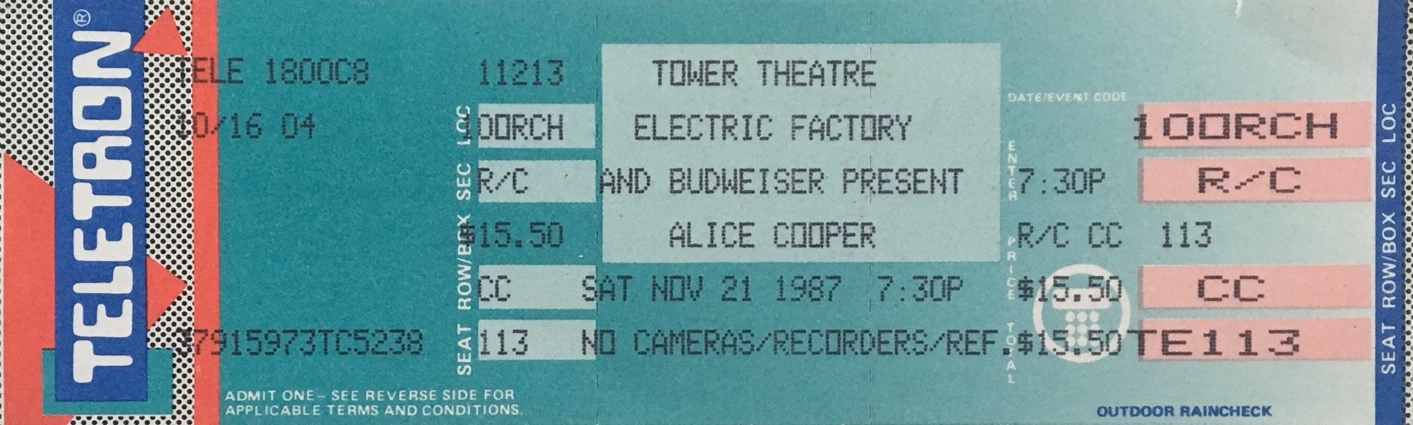 TELETRON®
TELE 1800C8 11213 TOWER THEATRE
DATE/EVENT CODE
10/16 04 100RCH ELECTRIC FACTORY 100RCH
R/C AND BUDWEISER PRESENT 7:30P R/C
$15.50 ALICE COOPER R/C CC 113
CC SAT NOV 21 1987 7:30P $15.50 CC
7915973TC5238 113 NO CAMERAS/RECORDERS/REF. $15.50 TE113
SEAT ROW/BOX SEC LOC
ENTER PRICE TOTAL
SEAT ROW/BOX SEC LOC
ADMIT ONE– SEE REVERSE SIDE FOR
APPLICABLE TERMS AND CONDITIONS.
OUTDOOR RAINCHECK